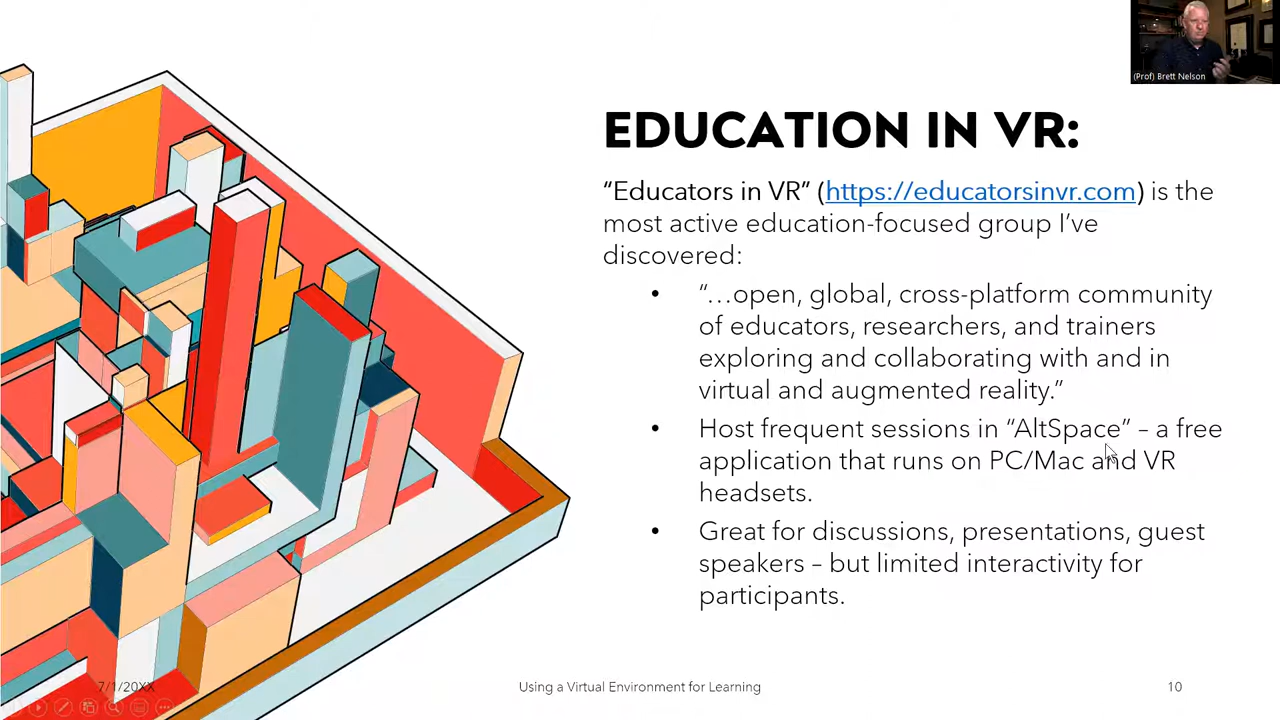 (Prof) Brett Nelson
EDUCATION IN VR:
“Educators in VR” (https://educatorsinvr.com) is the
most active education-focused group I’ve
discovered:
• “…open, global, cross-platform community
of educators, researchers, and trainers
exploring and collaborating with and in
virtual and augmented reality.”
• Host frequent sessions in “AltSpace” – a free
application that runs on PC/Mac and VR
headsets.
• Great for discussions, presentations, guest
speakers – but limited interactivity for
participants.
7/1/20XX
Using a Virtual Environment for Learning
10